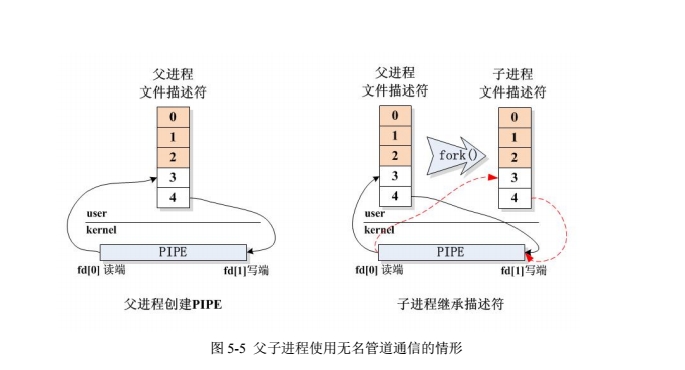 父进程
文件描述符
0
1
2
3
4
user
kernel
PIPE
fd[0] 读端
fd[1]写端
父进程创建PIPE
父进程
文件描述符
0
1
2
3
4
fork()
子进程
文件描述符
0
1
2
3
4
user
kernel
PIPE
fd[0] 读端
fd[1]写端
子进程继承描述符
图 5-5 父子进程使用无名管道通信的情形